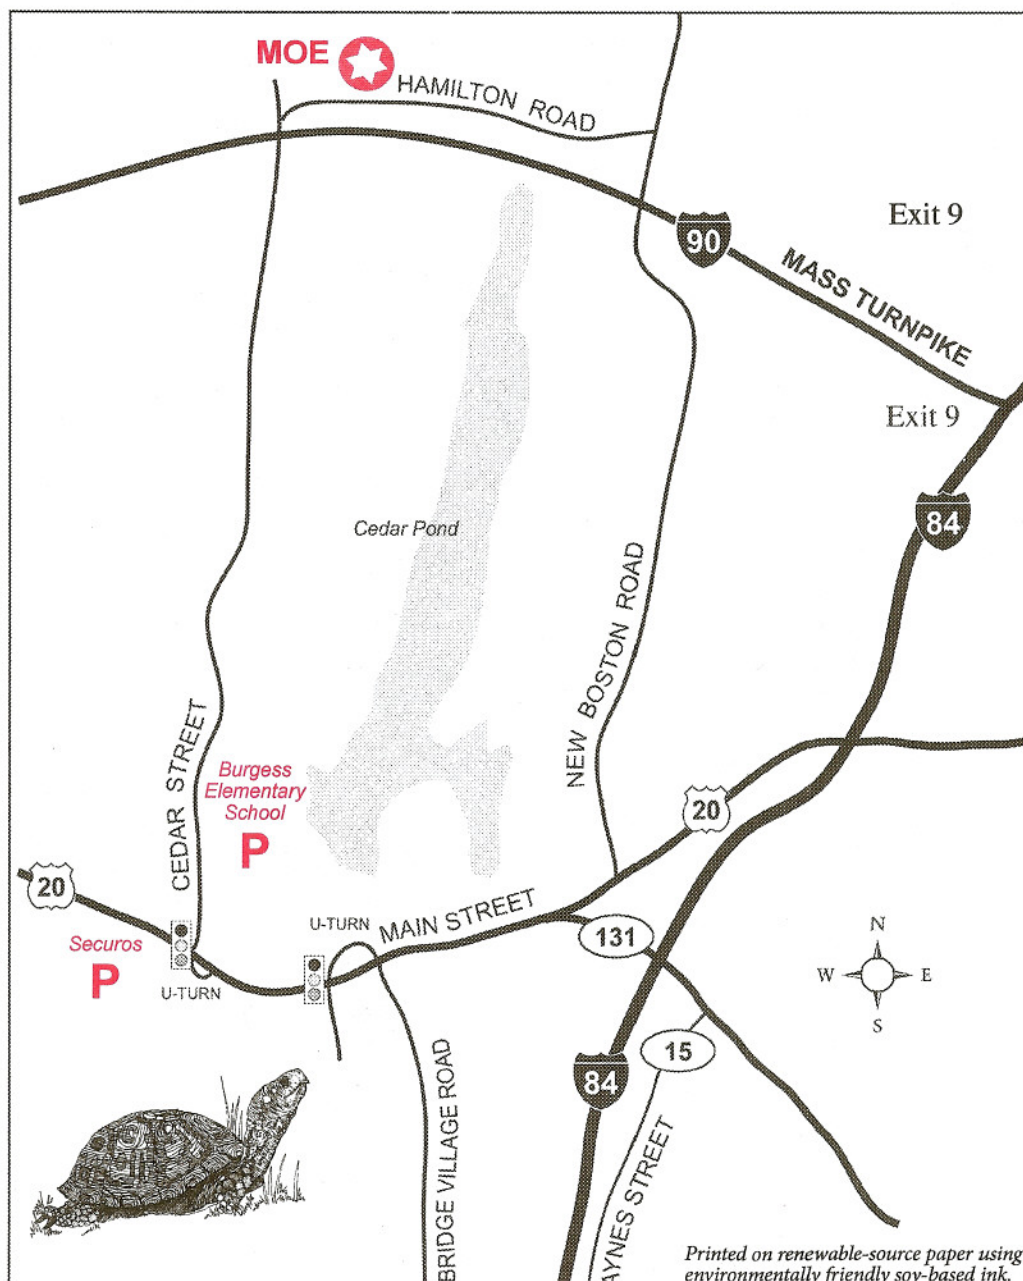 MOE
HAMILTON ROAD
90
Exit 9
MASS TURNPIKE
Exit 9
84
Cedar Pond
NEW BOSTON ROAD
CEDAR STREET
Burgess
Elementary
School
P
20
20
Securos
P
U-TURN
U-TURN
MAIN STREET
131
N
W E
S
15
84
BRIDGE VILLAGE ROAD
AYNES STREET
Printed on renewable-source paper using
environmentally friendly soy-based ink.